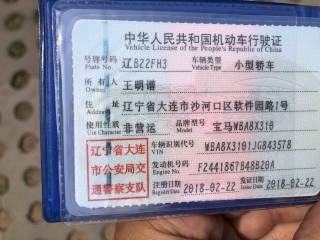 中华人民共和国机动车行驶证
Vehicle License of the People's Republic of China
号牌号码 辽B22FH3 车辆类型 小型轿车
Plate No. Vehicle Type
所有人 王明谱
Owner
住址 辽宁省大连市沙河口区软件园路1号
Address
使用性质 非营运 品牌型号 宝马WBA8X310
Use Character Model
辽宁省大连
市公安局交
通警察支队
车辆识别代号 WBA8X3101JG843578
VIN
发动机号码 F2441867B48B20A
Engine No.
注册日期 2018-02-22 发证日期 2018-02-22
Register Date Issue Date